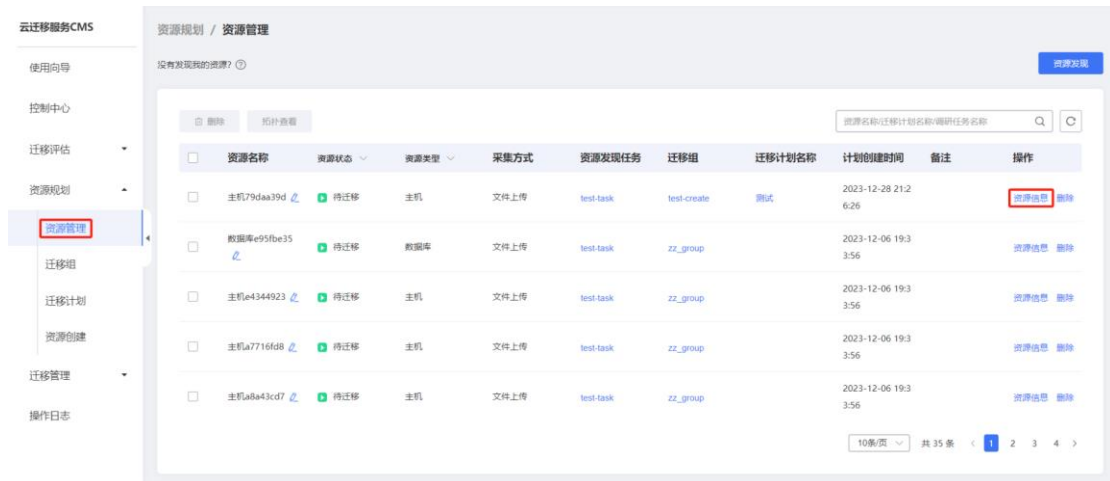 云迁移服务CMS
资源规划 / 资源管理
使用向导
没有发现我的资源?
资源发现
控制中心
删除 拓扑查看
资源名称/迁移计划名称/调研任务名称
迁移评估
资源名称 资源状态 资源类型 采集方式 资源发现任务 迁移组 迁移计划名称 计划创建时间 备注 操作
资源规划
资源管理
迁移组
迁移计划
资源创建
迁移管理
操作日志
主机79daa39d 待迁移 主机 文件上传 test-task test-create 测试 2023-12-28 21:2 资源信息 删除
6:26
数据库e95fbe35 待迁移 数据库 文件上传 test-task zz_group 2023-12-06 19:3 资源信息 删除
3:56
主机e4344923 待迁移 主机 文件上传 test-task zz_group 2023-12-06 19:3 资源信息 删除
3:56
主机a7716fd8 待迁移 主机 文件上传 test-task zz_group 2023-12-06 19:3 资源信息 删除
3:56
主机a8a43cd7 待迁移 主机 文件上传 test-task zz_group 2023-12-06 19:3 资源信息 删除
3:56
10条/页 共 35 条 < 1 2 3 4 >